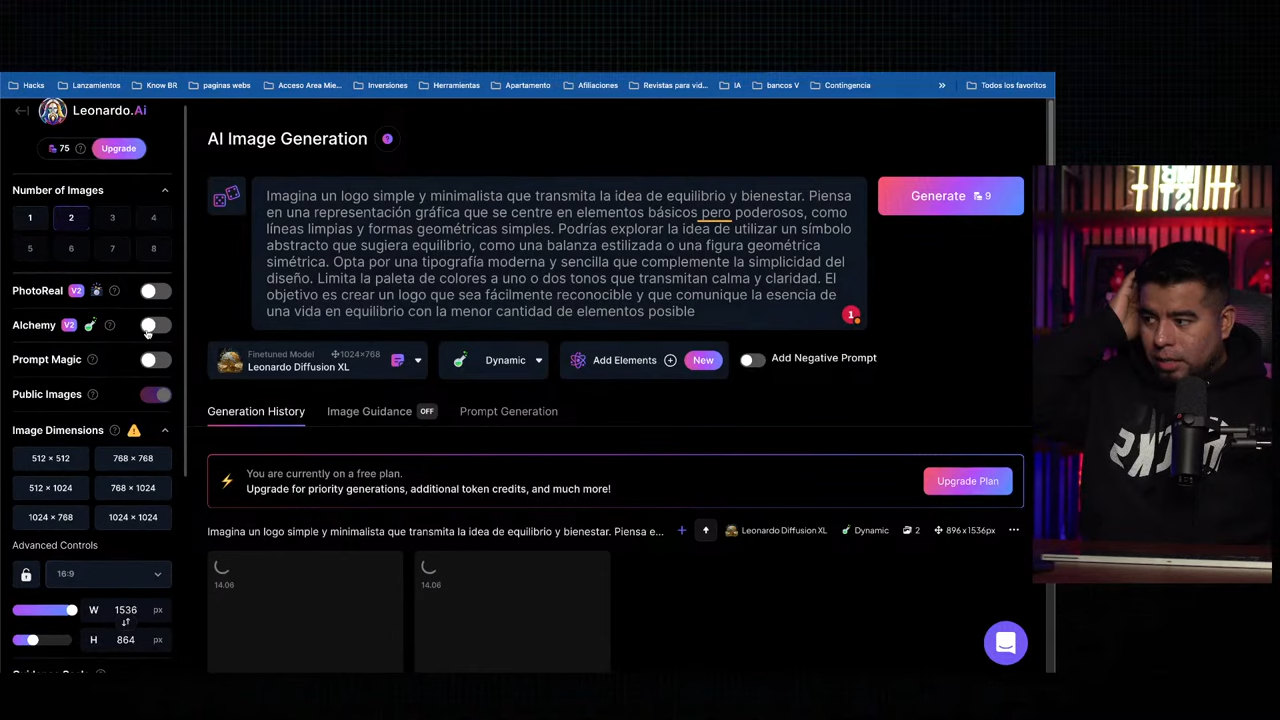 Hacks
Lanzamientos
Know BR
paginas webs
Acceso Area Mie...
Inversiones
Herramientas
Apartamento
Afiliaciones
Revistas para vid...
IA
bancos V
Contingencia
»
Todos los favoritos
Leonardo.Ai
75
Upgrade
Number of Images
1 2 3 4
5 6 7 8
PhotoReal V2
Alchemy V2
Prompt Magic
Public Images
Image Dimensions
512 × 512 768 × 768
512 × 1024 768 × 1024
1024 × 768 1024 × 1024
Advanced Controls
16:9
W 1536 px
H 864 px
AI Image Generation
Imagina un logo simple y minimalista que transmita la idea de equilibrio y bienestar. Piensa
en una representación gráfica que se centre en elementos básicos pero poderosos, como
líneas limpias y formas geométricas simples. Podrías explorar la idea de utilizar un símbolo
abstracto que sugiera equilibrio, como una balanza estilizada o una figura geométrica
simétrica. Opta por una tipografía moderna y sencilla que complemente la simplicidad del
diseño. Limita la paleta de colores a uno o dos tonos que transmitan calma y claridad. El
objetivo es crear un logo que sea fácilmente reconocible y que comunique la esencia de
una vida en equilibrio con la menor cantidad de elementos posible
1
Generate 9
Finetuned Model 1024×768
Leonardo Diffusion XL
Dynamic
Add Elements New
Add Negative Prompt
Generation History
Image Guidance OFF
Prompt Generation
You are currently on a free plan.
Upgrade for priority generations, additional token credits, and much more!
Upgrade Plan
Imagina un logo simple y minimalista que transmita la idea de equilibrio y bienestar. Piensa e...
Leonardo Diffusion XL
Dynamic
2
896x1536px
14.06
14.06